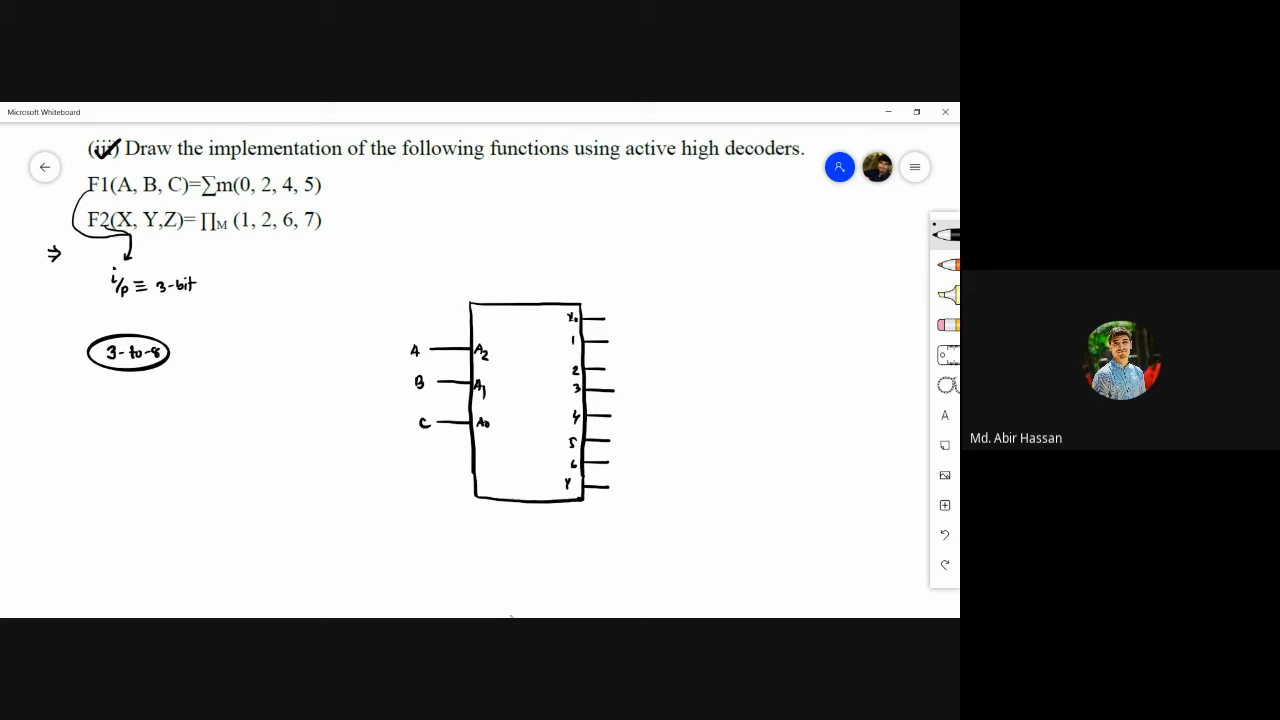 Microsoft Whiteboard
(iii) Draw the implementation of the following functions using active high decoders.
F1(A, B, C)=∑m(0, 2, 4, 5)
F2(X, Y,Z)= ∏M (1, 2, 6, 7)
⇒
i/p ≡ 3-bit
3-to-8
A A2
B A1
C A0
Y0
1
2
3
4
5
6
Y
A
Md. Abir Hassan